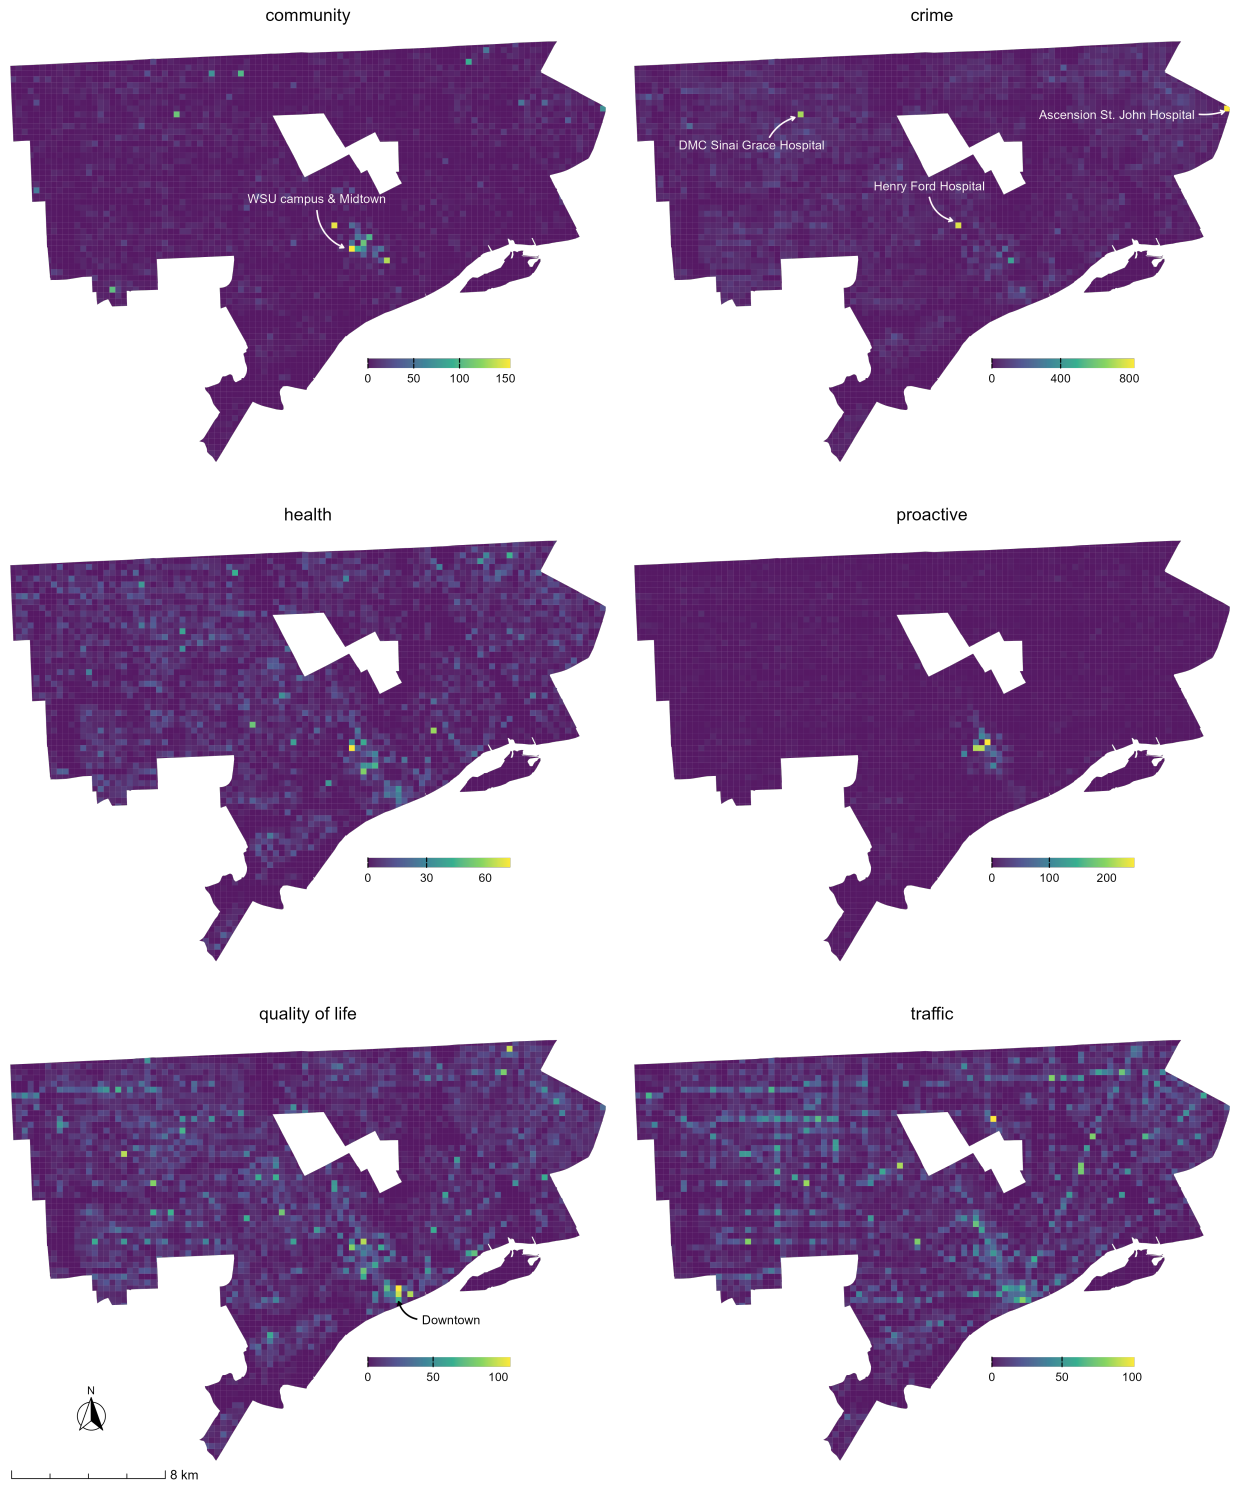 community
crime
Ascension St. John Hospital
DMC Sinai Grace Hospital
Henry Ford Hospital
WSU campus & Midtown
0 50 100 150
0 400 800
health
proactive
0 30 60
0 100 200
quality of life
traffic
Downtown
0 50 100
0 50 100
N
8 km